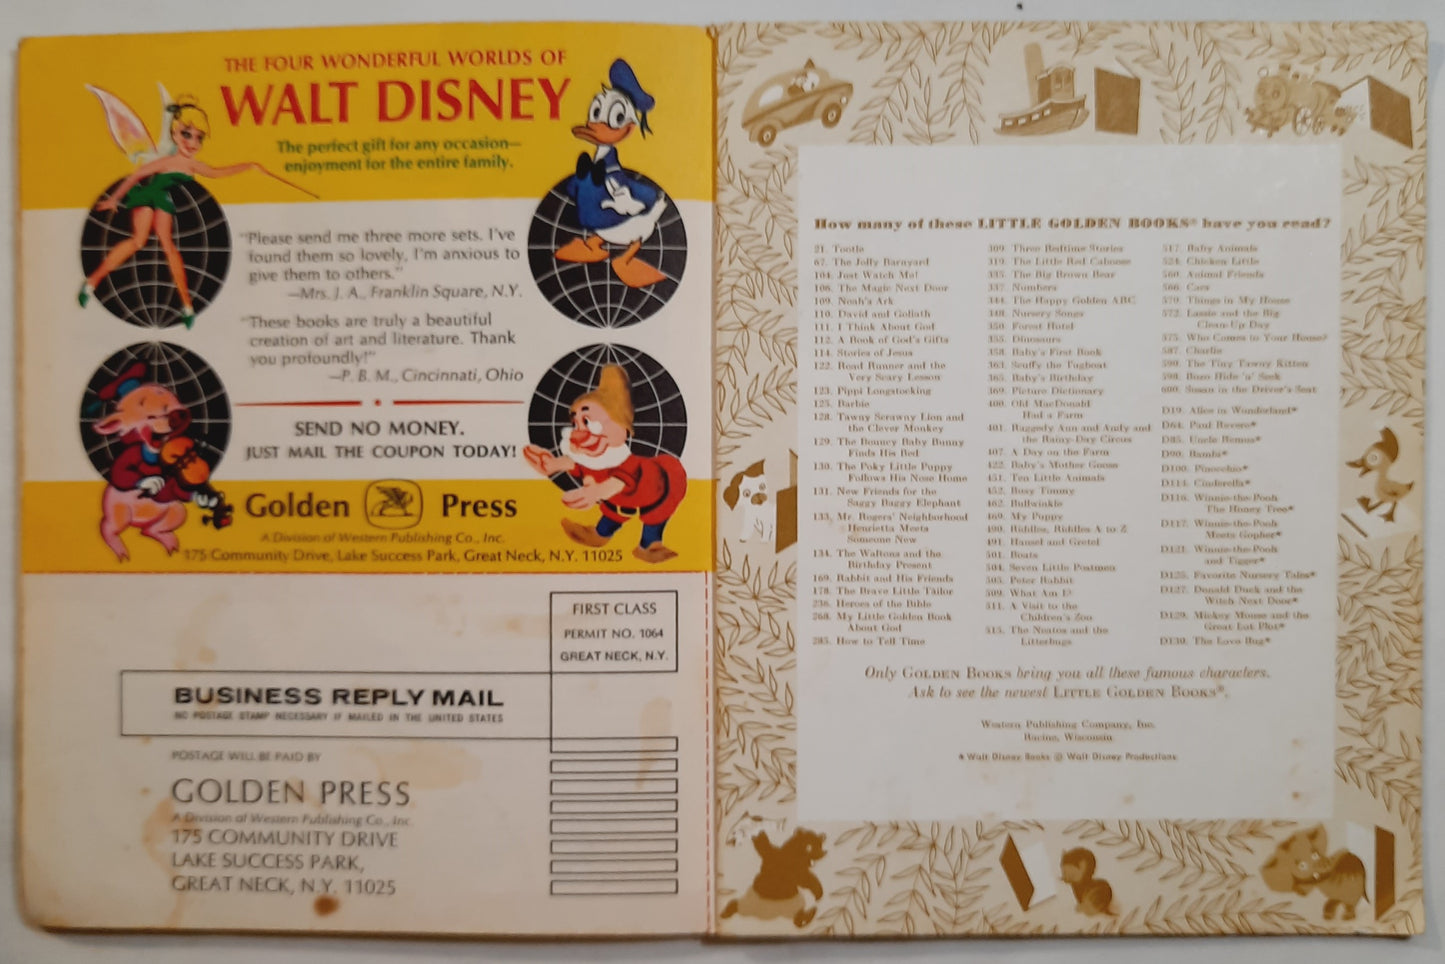 THE FOUR WONDERFUL WORLDS OF
WALT DISNEY
The perfect gift for any occasion—
enjoyment for the entire family.
"Please send me three more sets. I've
found them so lovely, I'm anxious to
give them to others."
—Mrs. J. A., Franklin Square, N.Y.
"These books are truly a beautiful
creation of art and literature. Thank
you profoundly!"
—P. B. M., Cincinnati, Ohio
SEND NO MONEY.
JUST MAIL THE COUPON TODAY!
Golden Press
A Division of Western Publishing Co., Inc.
175 Community Drive, Lake Success Park, Great Neck, N.Y. 11025
FIRST CLASS
PERMIT NO. 1064
GREAT NECK, N.Y.
BUSINESS REPLY MAIL
NO POSTAGE STAMP NECESSARY IF MAILED IN THE UNITED STATES
POSTAGE WILL BE PAID BY
GOLDEN PRESS
A Division of Western Publishing Co., Inc.
175 COMMUNITY DRIVE
LAKE SUCCESS PARK,
GREAT NECK, N.Y. 11025
How many of these LITTLE GOLDEN BOOKS® have you read?
21. Tootle
67. The Jolly Barnyard
104. Just Watch Me!
106. The Magic Next Door
109. Noah's Ark
110. David and Goliath
111. I Think About God
112. A Book of God's Gifts
114. Stories of Jesus
122. Road Runner and the
Very Scary Lesson
123. Pippi Longstocking
125. Barbie
128. Tawny Scrawny Lion and
the Clever Monkey
129. The Bouncy Baby Bunny
Finds His Bed
130. The Poky Little Puppy
Follows His Nose Home
131. New Friends for the
Saggy Baggy Elephant
133. Mr. Rogers' Neighborhood
Henrietta Meets
Someone New
134. The Waltons and the
Birthday Present
169. Rabbit and His Friends
178. The Brave Little Tailor
236. Heroes of the Bible
268. My Little Golden Book
About God
285. How to Tell Time
309. Three Bedtime Stories
319. The Little Red Caboose
335. The Big Brown Bear
337. Numbers
344. The Happy Golden ABC
348. Nursery Songs
350. Forest Hotel
355. Dinosaurs
358. Baby's First Book
363. Scuffy the Tugboat
365. Baby's Birthday
369. Picture Dictionary
400. Old MacDonald
Had a Farm
401. Raggedy Ann and Andy and
the Rainy-Day Circus
407. A Day on the Farm
422. Baby's Mother Goose
451. Ten Little Animals
452. Busy Timmy
462. Bullwinkle
469. My Puppy
490. Riddles, Riddles A to Z
491. Hansel and Gretel
501. Boats
504. Seven Little Postmen
505. Peter Rabbit
509. What Am I?
511. A Visit to the
Children's Zoo
515. The Neatos and the
Litterbugs
517. Baby Animals
524. Chicken Little
560. Animal Friends
566. Cars
570. Things in My House
572. Lassie and the Big
Clean-Up Day
575. Who Comes to Your House?
587. Charlie
590. The Tiny Tawny Kitten
598. Bozo Hide 'n' Seek
600. Susan in the Driver's Seat
D19. Alice in Wonderland*
D64. Paul Revere*
D85. Uncle Remus*
D90. Bambi*
D100. Pinocchio*
D114. Cinderella*
D116. Winnie-the-Pooh
The Honey Tree*
D117. Winnie-the-Pooh
Meets Gopher*
D121. Winnie-the-Pooh
and Tigger*
D125. Favorite Nursery Tales*
D127. Donald Duck and the
Witch Next Door*
D129. Mickey Mouse and the
Great Lot Plot*
D130. The Love Bug*
Only GOLDEN BOOKS bring you all these famous characters.
Ask to see the newest LITTLE GOLDEN BOOKS®.
Western Publishing Company, Inc.
Racine, Wisconsin
* Walt Disney Books © Walt Disney Productions